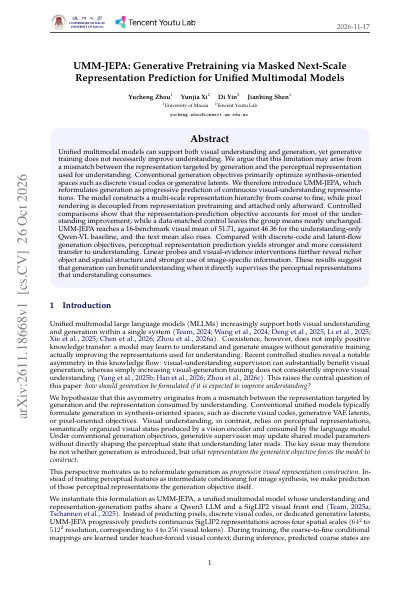 Tencent Youtu Lab
2026-11-17
UMM-JEPA: Generative Pretraining via Masked Next-Scale
Representation Prediction for Unified Multimodal Models
Yucheng Zhou¹ Yunjia Xi² Di Yin² Jianbing Shen¹
¹University of Macau ²Tencent Youtu Lab
yucheng.zhou@connect.um.edu.mo
Abstract
Unified multimodal models can support both visual understanding and generation, yet generative
training does not necessarily improve understanding. We argue that this limitation may arise from
a mismatch between the representation targeted by generation and the perceptual representation
used for understanding. Conventional generation objectives primarily optimize synthesis-oriented
spaces such as discrete visual codes or generative latents. We therefore introduce UMM-JEPA, which
reformulates generation as progressive prediction of continuous visual-understanding representa-
tions. The model constructs a multi-scale representation hierarchy from coarse to fine, while pixel
rendering is decoupled from representation pretraining and attached only afterward. Controlled
comparisons show that the representation-prediction objective accounts for most of the under-
standing improvement, while a data-matched control leaves the group means nearly unchanged.
UMM-JEPA reaches a 16-benchmark visual mean of 51.71, against 46.36 for the understanding-only
Qwen-VL baseline, and the text mean also rises. Compared with discrete-code and latent-flow
generation objectives, perceptual representation prediction yields stronger and more consistent
transfer to understanding. Linear probes and visual-evidence interventions further reveal richer
object and spatial structure and stronger use of image-specific information. These results suggest
that generation can benefit understanding when it directly supervises the perceptual representations
that understanding consumes.
1 Introduction
Unified multimodal large language models (MLLMs) increasingly support both visual understanding
and generation within a single system (Team, 2024; Wang et al., 2024; Deng et al., 2025; Li et al., 2025;
Xie et al., 2025; Chen et al., 2026; Zhou et al., 2026a). Coexistence, however, does not imply positive
knowledge transfer: a model may learn to understand and generate images without generative training
actually improving the representations used for understanding. Recent controlled studies reveal a notable
asymmetry in this knowledge flow: visual-understanding supervision can substantially benefit visual
generation, whereas simply increasing visual-generation training does not consistently improve visual
understanding (Yang et al., 2025b; Han et al., 2026; Zhou et al., 2026c). This raises the central question of
this paper: how should generation be formulated if it is expected to improve understanding?
We hypothesize that this asymmetry originates from a mismatch between the representation targeted by
generation and the representation consumed by understanding. Conventional unified models typically
formulate generation in synthesis-oriented spaces, such as discrete visual codes, generative VAE latents,
or pixel-oriented objectives. Visual understanding, in contrast, relies on perceptual representations,
semantically organized visual states produced by a vision encoder and consumed by the language model.
Under conventional generation objectives, generative supervision may update shared model parameters
without directly shaping the perceptual state that understanding later reads. The key issue may therefore
be not whether generation is introduced, but what representation the generative objective forces the model to
construct.
This perspective motivates us to reformulate generation as progressive visual representation construction. In-
stead of treating perceptual features as intermediate conditioning for image synthesis, we make prediction
of those perceptual representations the generation objective itself.
We instantiate this formulation as UMM-JEPA, a unified multimodal model whose understanding and
representation-generation paths share a Qwen3 LLM and a SigLIP2 visual front end (Team, 2025a;
Tschannen et al., 2025). Instead of predicting pixels, discrete visual codes, or dedicated generative latents,
UMM-JEPA progressively predicts continuous SigLIP2 representations across four spatial scales (64² to
512² resolution, corresponding to 4 to 256 visual tokens). During training, the coarse-to-fine conditional
mappings are learned under teacher-forced visual context; during inference, predicted coarse states are
1
arXiv:2611.18668v1 [cs.CV] 26 Oct 2026